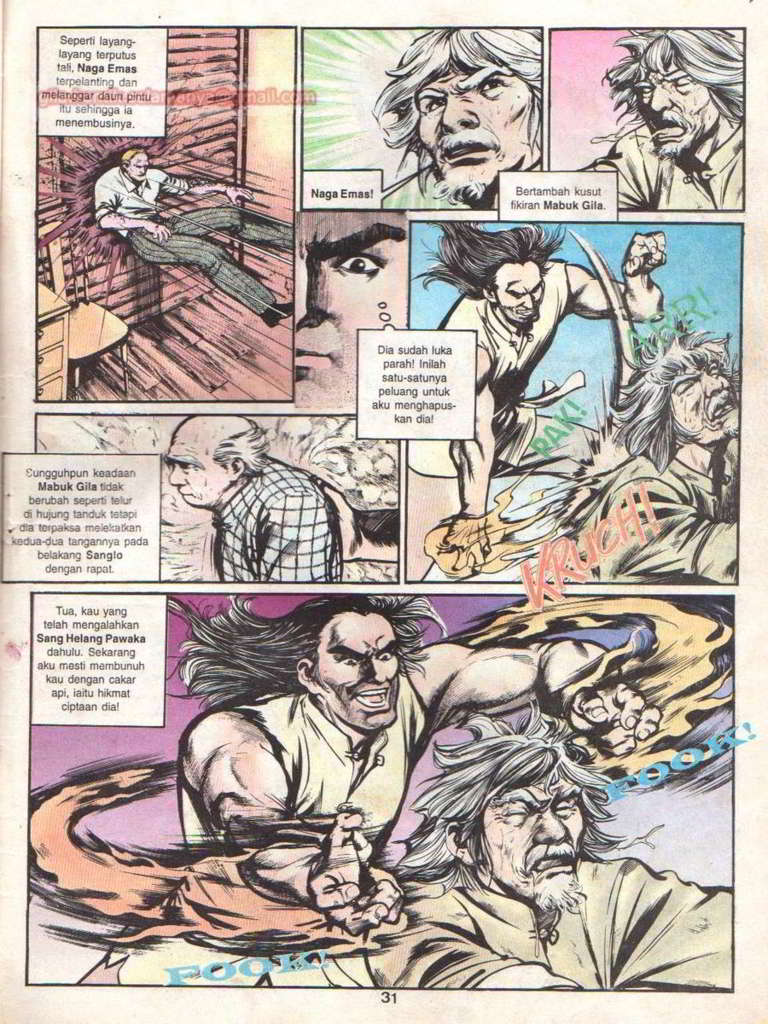 Seperti layang-
layang terputus
tali, Naga Emas
terpelanting dan
melanggar daun pintu
itu sehingga ia
menembusinya.
Naga Emas!
Bertambah kusut
fikiran Mabuk Gila.
Dia sudah luka
parah! Inilah
satu-satunya
peluang untuk
aku menghapus-
kan dia!
PAK!
KRUCH!
Sungguhpun keadaan
Mabuk Gila tidak
berubah seperti telur
di hujung tanduk tetapi
dia terpaksa melekatkan
kedua-dua tangannya pada
belakang Sanglo
dengan rapat.
Tua, kau yang
telah mengalahkan
Sang Helang Pawaka
dahulu. Sekarang
aku mesti membunuh
kau dengan cakar
api, iaitu hikmat
ciptaan dia!
FOOK!
FOOK!
31